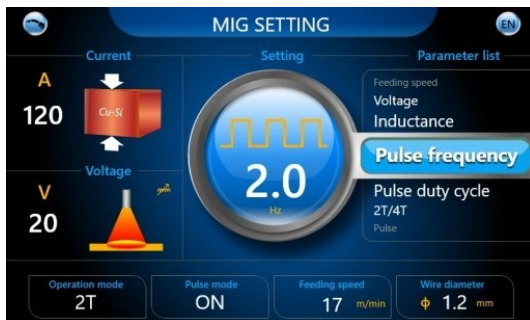 MIG SETTING
EN
Current
A
120
Cu-Si
Voltage
V
20
Setting
2.0
Hz
Parameter list
Feeding speed
Voltage
Inductance
Pulse frequency
Pulse duty cycle
2T/4T
Pulse
Operation mode
2T
Pulse mode
ON
Feeding speed
17 m/min
Wire diameter
ϕ 1.2 mm